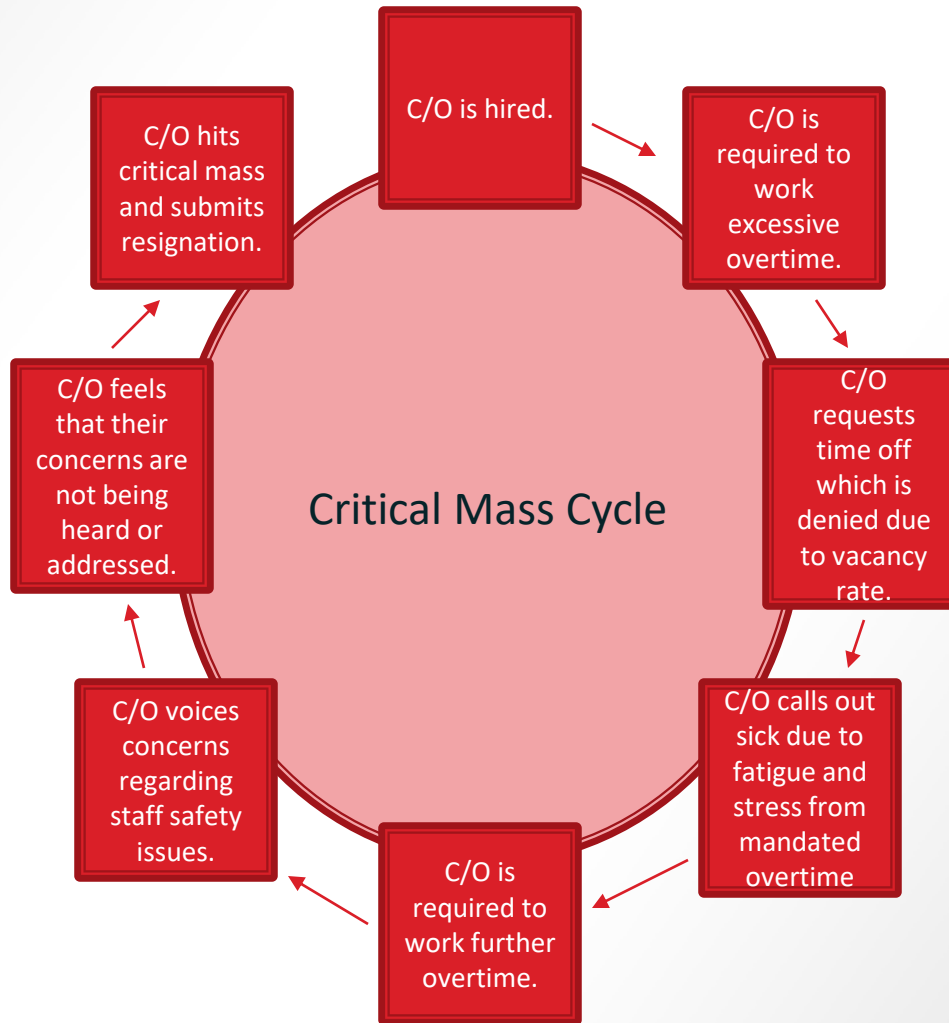 C/O is hired.
C/O is
required to
work
excessive
overtime.
C/O
requests
time off
which is
denied due
to vacancy
rate.
C/O calls out
sick due to
fatigue and
stress from
mandated
overtime
C/O is
required to
work further
overtime.
C/O voices
concerns
regarding
staff safety
issues.
C/O feels
that their
concerns are
not being
heard or
addressed.
C/O hits
critical mass
and submits
resignation.
Critical Mass Cycle